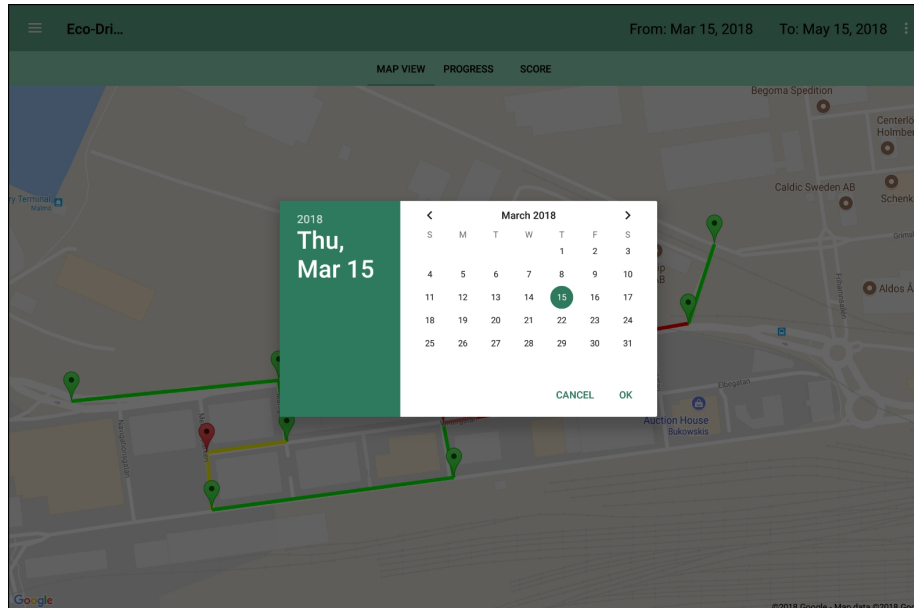 Eco-Dri...
From: Mar 15, 2018
To: May 15, 2018
MAP VIEW PROGRESS SCORE
Begoma Spedition
Caldic Sweden AB
Schenk
Aldos
Malmö
2018
Thu,
Mar 15
March 2018
S M T W T F S
1 2 3
4 5 6 7 8 9 10
11 12 13 14 15 16 17
18 19 20 21 22 23 24
25 26 27 28 29 30 31
CANCEL OK
Auction House
Bukowskis
Navigationsgatan
Google
©2018 Google - Map data ©2018 Goo